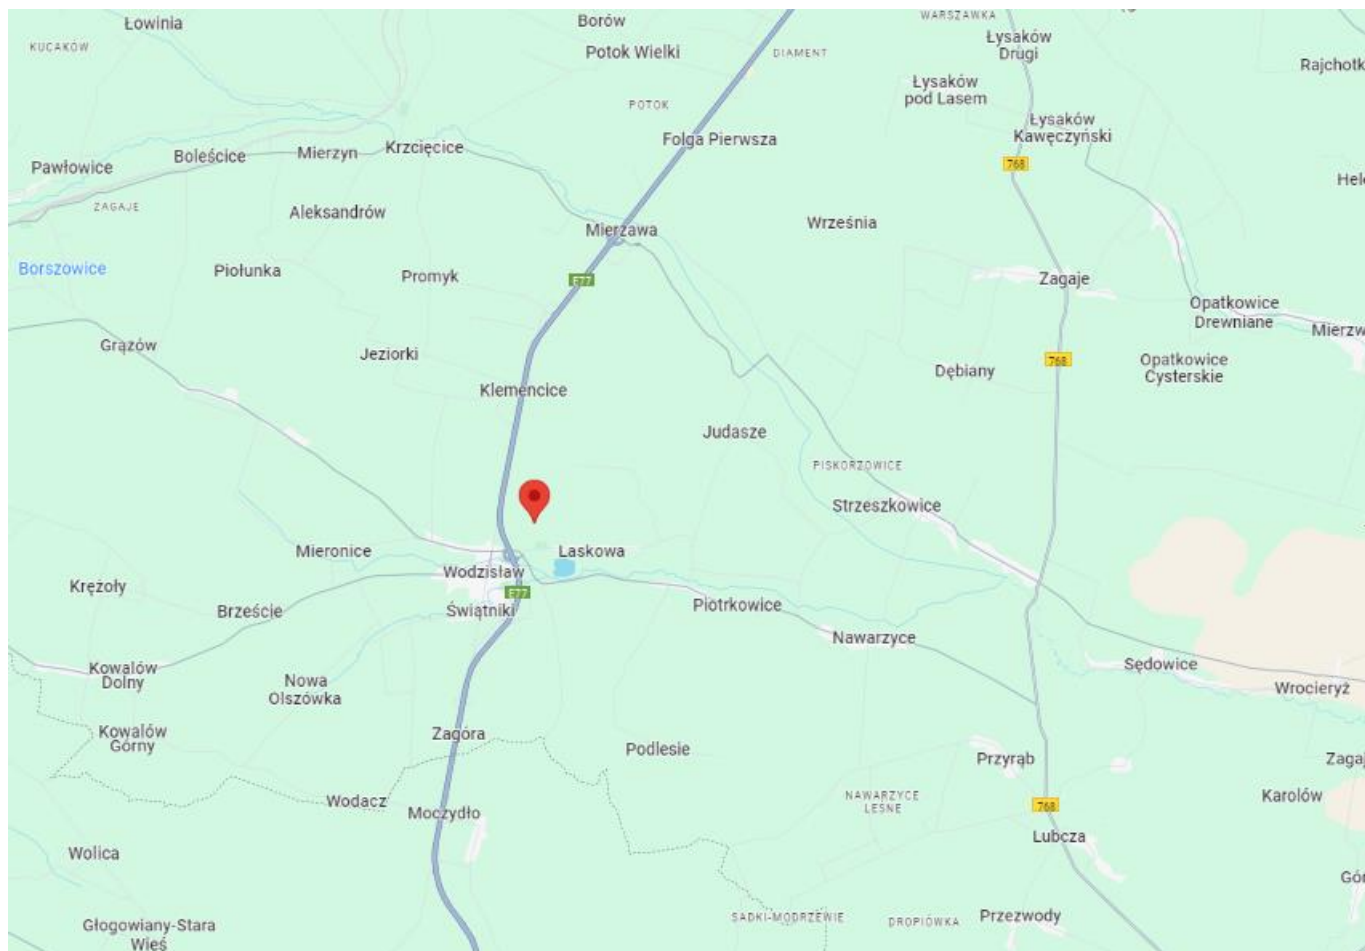 Łowinia
Borów
WARSZAWKA
KUCAKÓW
Potok Wielki
DIAMENT
Łysaków
Drugi
Rajchotk
Łysaków
pod Lasem
POTOK
Łysaków
Kawęczyński
Folga Pierwsza
Krzcięcice
Mierzyn
Boleścice
Pawłowice
768
Hele
ZAGAJE
Aleksandrów
Mierzawa
Września
Borszowice
Piołunka
Promyk
E77
Zagaje
Opatkowice
Drewniane
Mierzw
Grązów
Jeziorki
768
Dębiany
Opatkowice
Cysterskie
Klemencice
Judasze
PISKORZOWICE
Strzeszkowice
Mieronice
Laskowa
Wodzisław
Krężoły
E77
Brzeście
Świątniki
Piotrkowice
Nawarzyce
Kowalów
Dolny
Sędowice
Nowa
Olszówka
Wrocieryż
Kowalów
Górny
Zagóra
Podlesie
Przyrąb
Zagaj
Wodacz
Moczydło
NAWARZYCE
LEŚNE
768
Karolów
Lubcza
Wolica
Gór
Głogowiany-Stara
Wieś
SADKI-MODRZEWIE
DROPIÓWKA
Przezwody